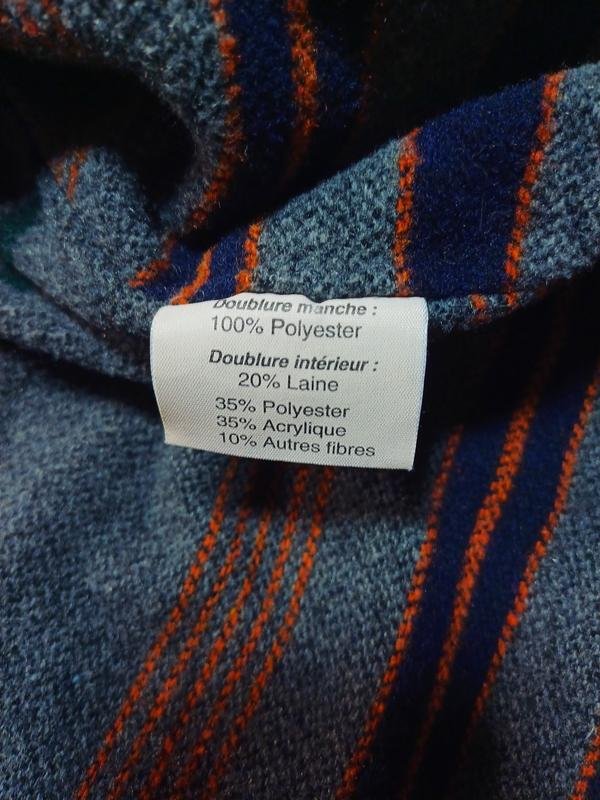 Doublure manche :
100% Polyester
Doublure intérieur :
20% Laine
35% Polyester
35% Acrylique
10% Autres fibres